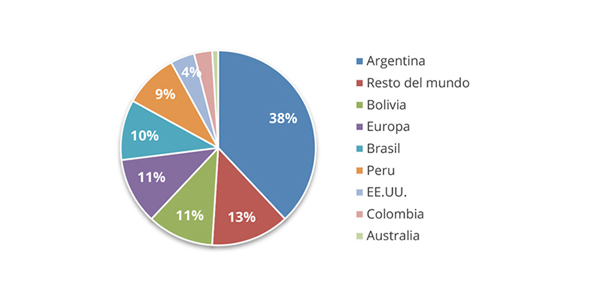 38%
13%
11%
11%
10%
9%
4%
Argentina
Resto del mundo
Bolivia
Europa
Brasil
Peru
EE.UU.
Colombia
Australia